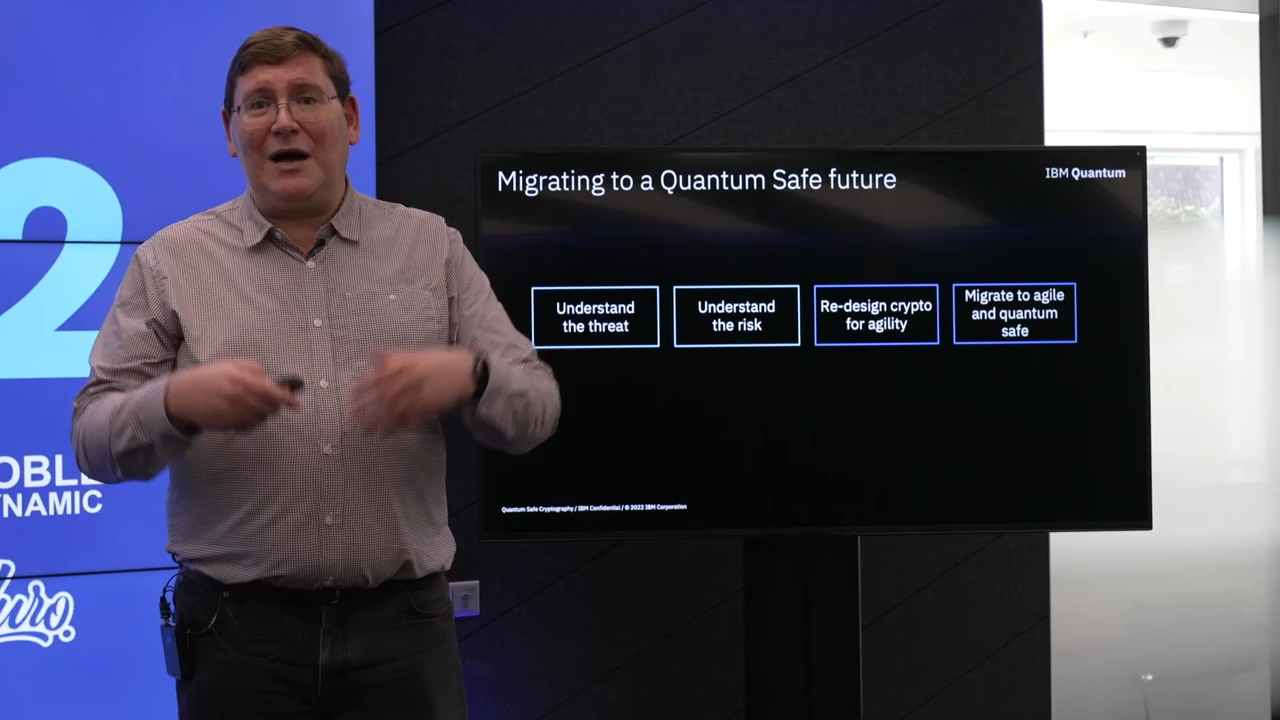 2
NAMIC
Migrating to a Quantum Safe future
IBM Quantum
Understand
the threat
Understand
the risk
Re-design crypto
for agility
Migrate to agile
and quantum
safe
Quantum Safe Cryptography / IBM Confidential / © 2022 IBM Corporation